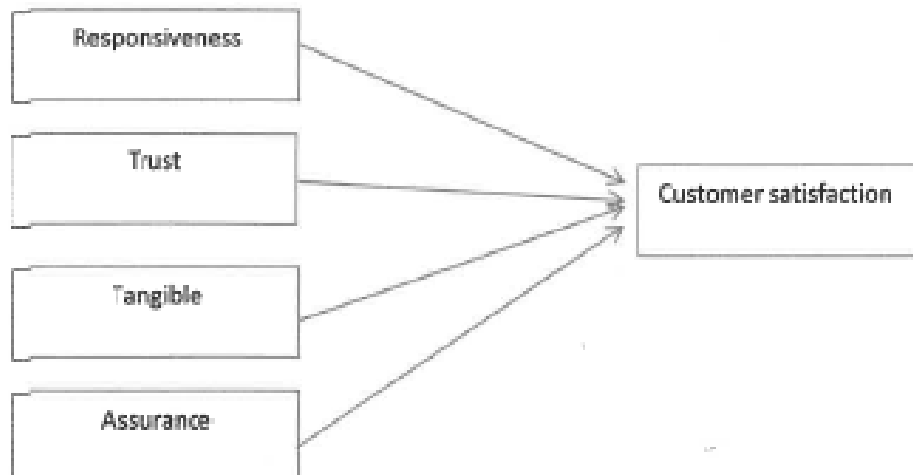 Responsiveness
Trust
Customer satisfaction
Tangible
Assurance